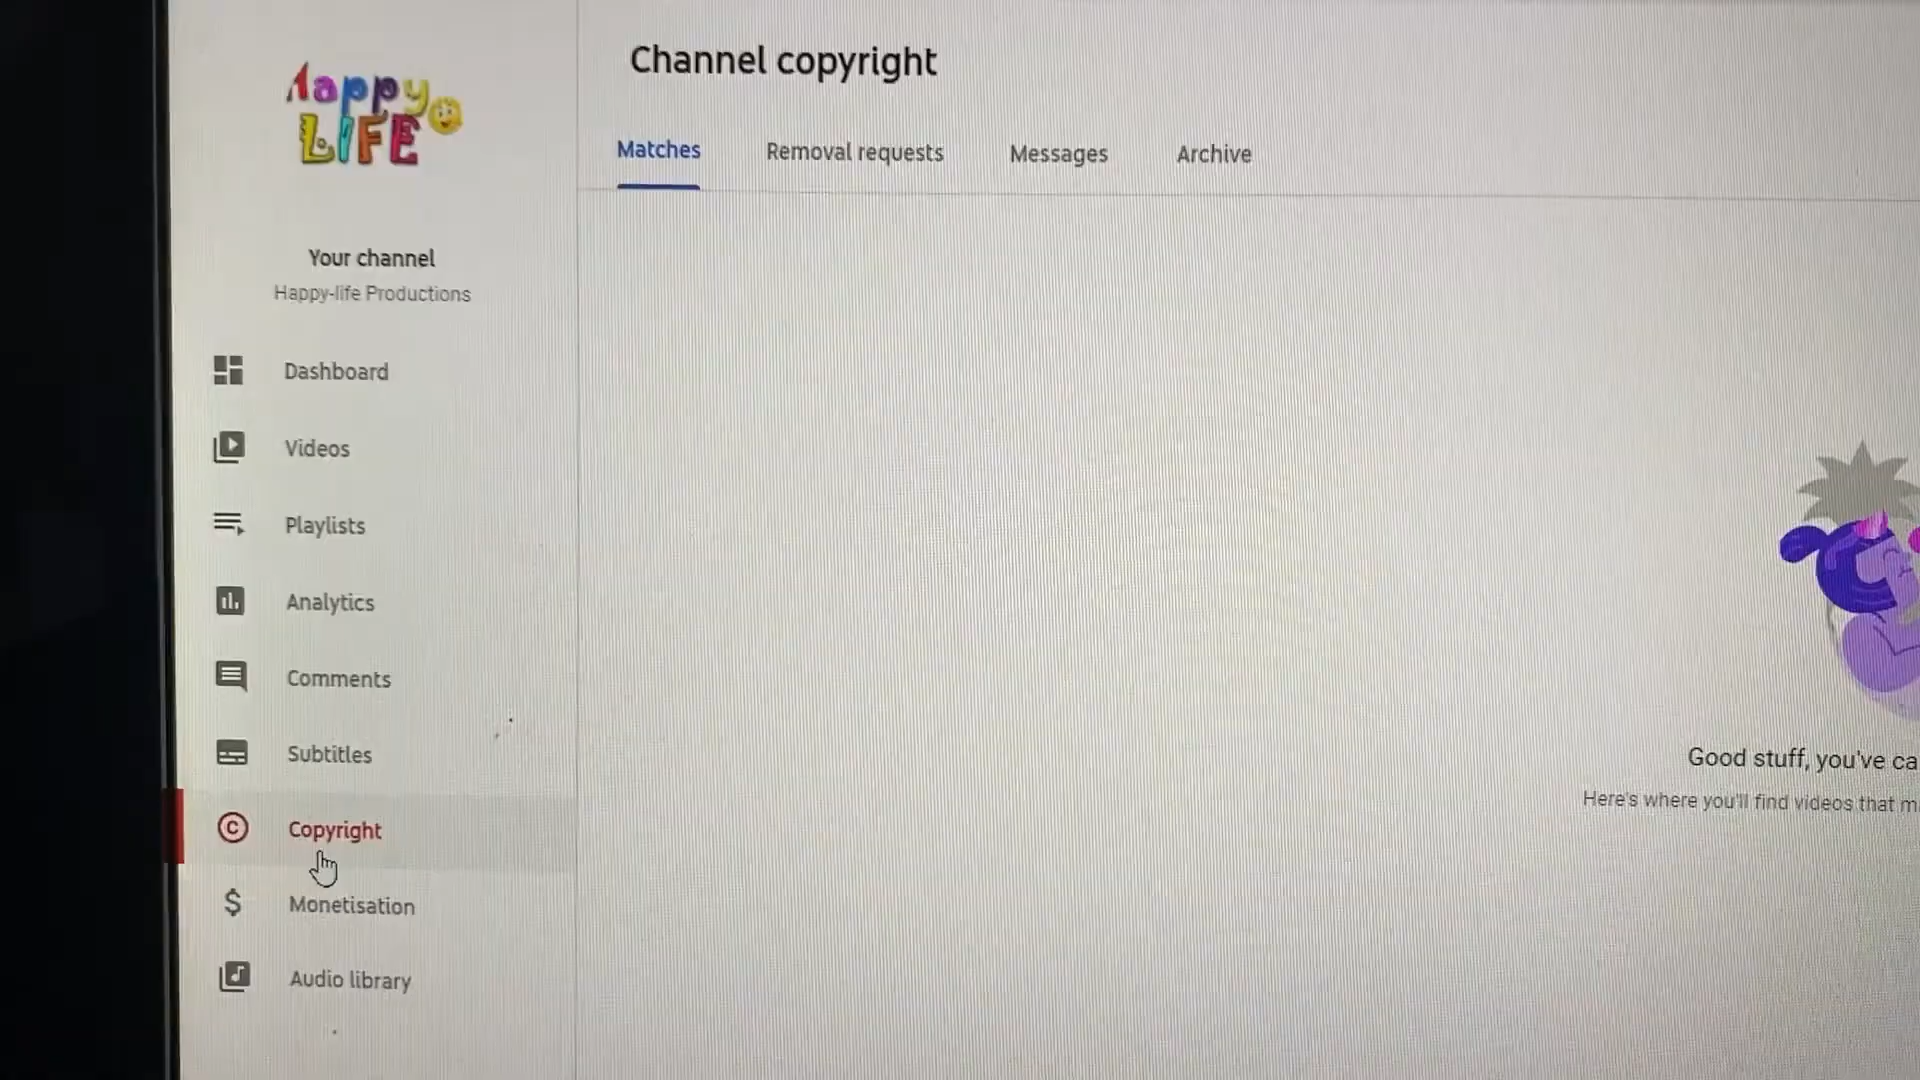 Happy
LIFE
Your channel
Happy-life Productions
Dashboard
Videos
Playlists
Analytics
Comments
Subtitles
Copyright
Monetisation
Audio library
Channel copyright
Matches
Removal requests
Messages
Archive
Good stuff, you've ca
Here's where you'll find videos that m